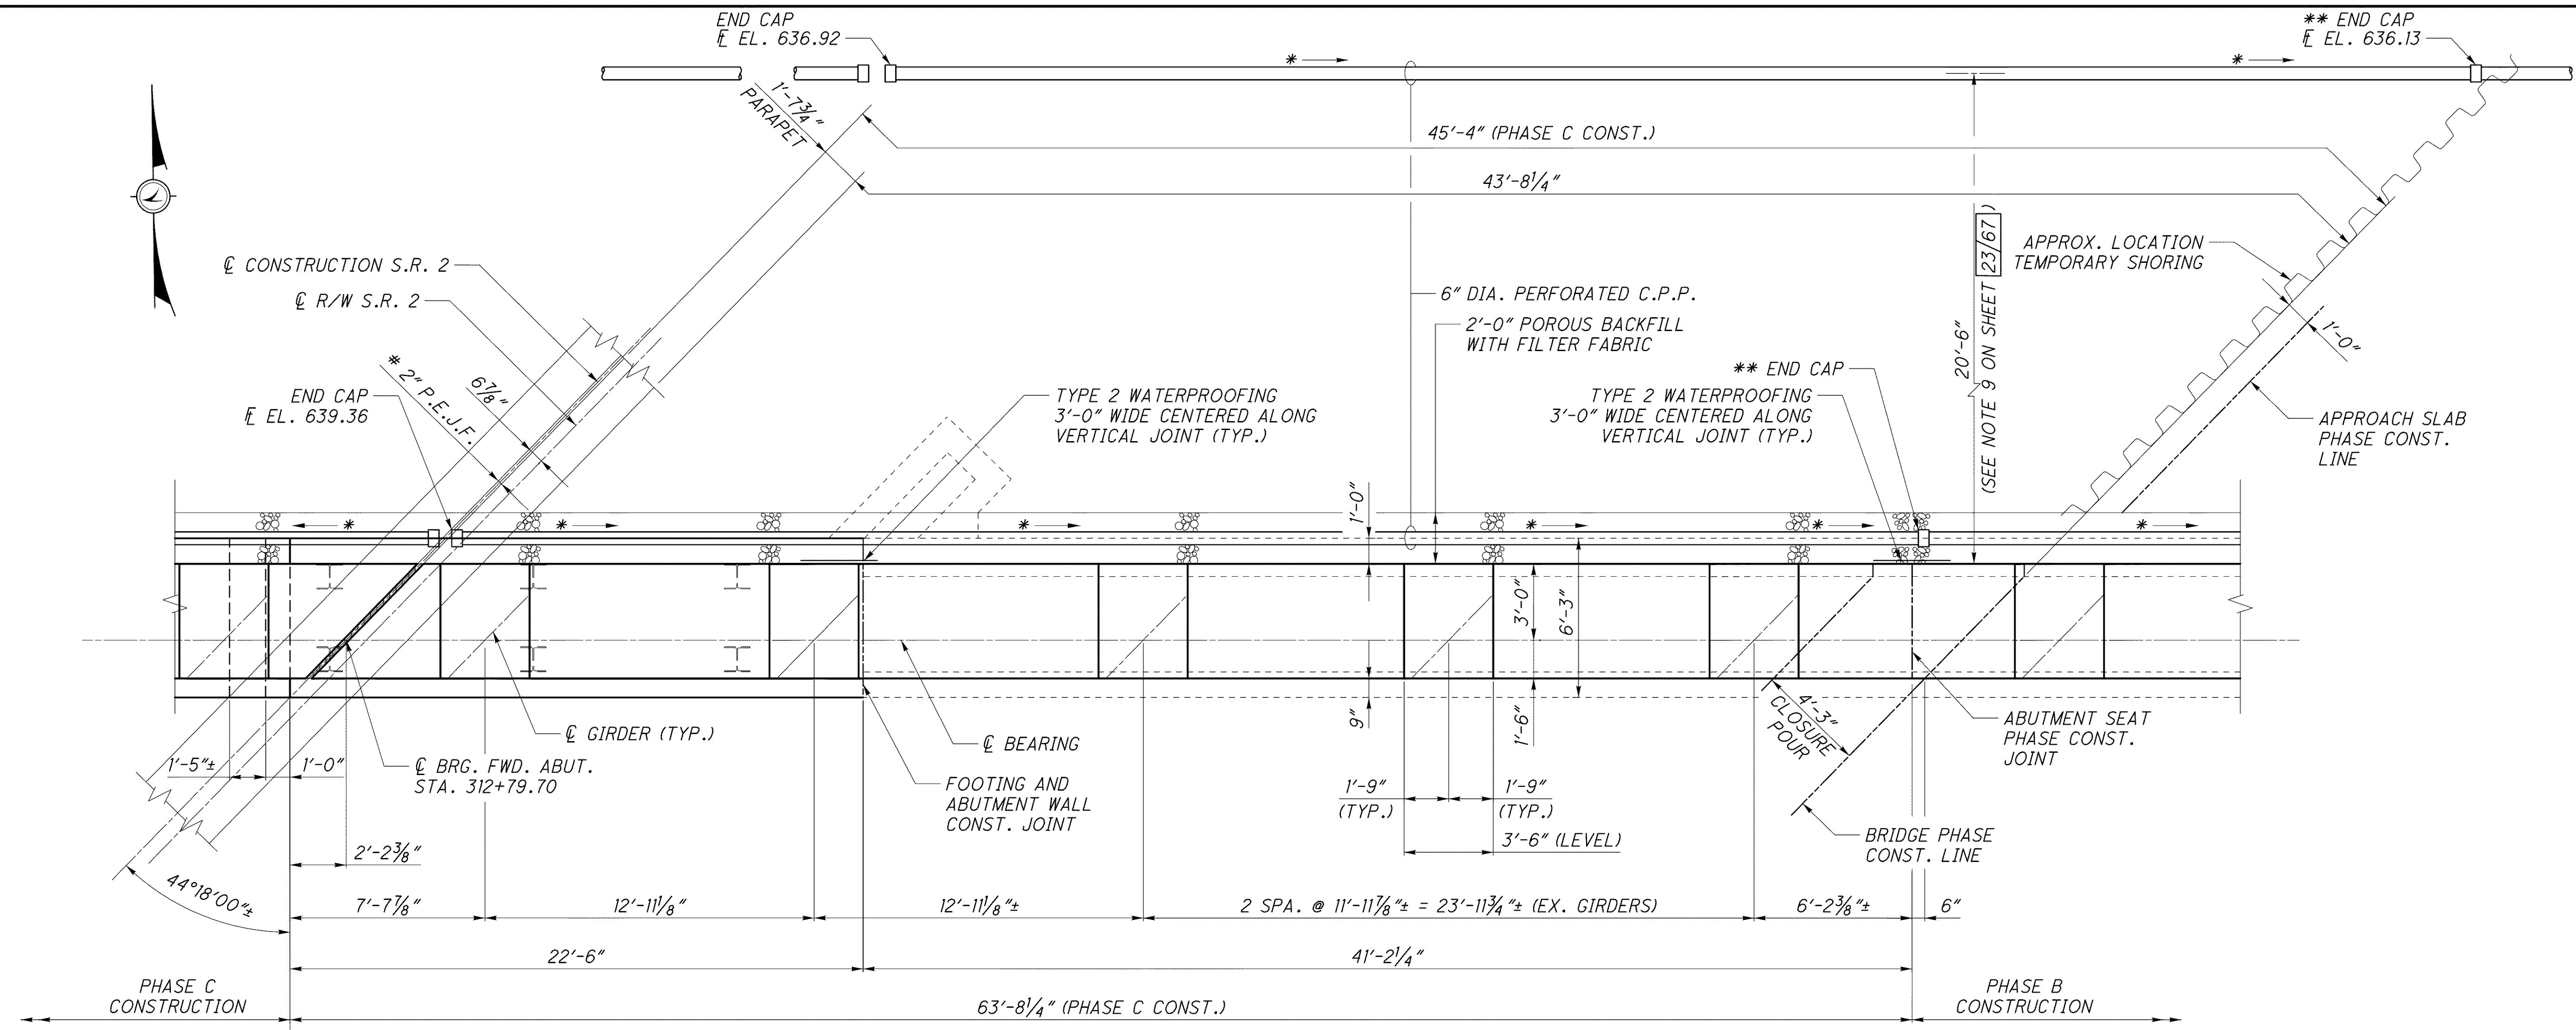 END CAP
℄ EL. 636.92
** END CAP
℄ EL. 636.13
*
*
1'-7¾"
PARAPET
45'-4" (PHASE C CONST.)
43'-8¼"
℄ CONSTRUCTION S.R. 2
℄ R/W S.R. 2
# 2" P.E.J.F.
6⅞"
END CAP
℄ EL. 639.36
6" DIA. PERFORATED C.P.P.
2'-0" POROUS BACKFILL
WITH FILTER FABRIC
TYPE 2 WATERPROOFING
3'-0" WIDE CENTERED ALONG
VERTICAL JOINT (TYP.)
** END CAP
TYPE 2 WATERPROOFING
3'-0" WIDE CENTERED ALONG
VERTICAL JOINT (TYP.)
20'-6"
(SEE NOTE 9 ON SHEET 23/67)
APPROX. LOCATION
TEMPORARY SHORING
1'-0"
APPROACH SLAB
PHASE CONST.
LINE
*
*
*
*
*
*
1'-0"
3'-0"
6'-3"
9"
1'-6"
℄ GIRDER (TYP.)
℄ BEARING
1'-5"±
1'-0"
℄ BRG. FWD. ABUT.
STA. 312+79.70
FOOTING AND
ABUTMENT WALL
CONST. JOINT
1'-9"
(TYP.)
1'-9"
(TYP.)
3'-6" (LEVEL)
4'-3"
CLOSURE
POUR
ABUTMENT SEAT
PHASE CONST.
JOINT
BRIDGE PHASE
CONST. LINE
2'-2⅜"
44°18'00"±
7'-7⅞"
12'-11⅛"
12'-11⅛"±
2 SPA. @ 11'-11⅞"± = 23'-11¾"± (EX. GIRDERS)
6'-2⅜"±
6"
22'-6"
41'-2¼"
PHASE C
CONSTRUCTION
63'-8¼" (PHASE C CONST.)
PHASE B
CONSTRUCTION